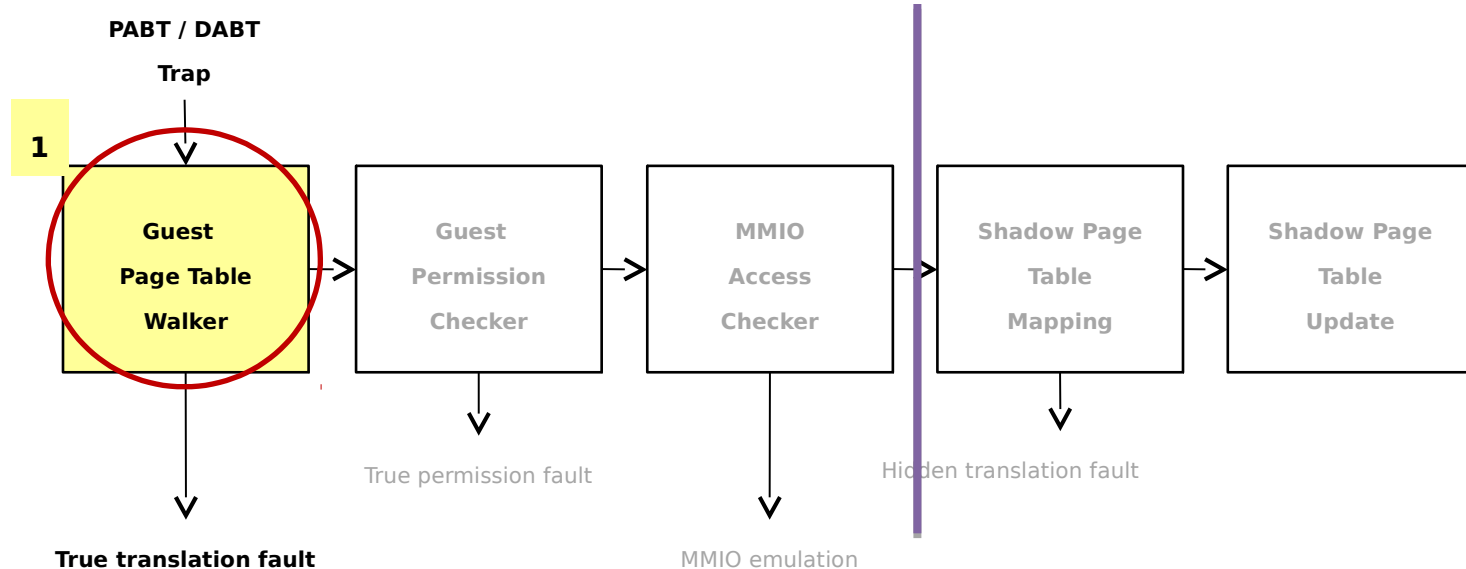 PABT / DABT
Trap
1
Guest
Page Table
Walker
Guest
Permission
Checker
MMIO
Access
Checker
Shadow Page
Table
Mapping
Shadow Page
Table
Update
True permission fault
Hidden translation fault
True translation fault
MMIO emulation